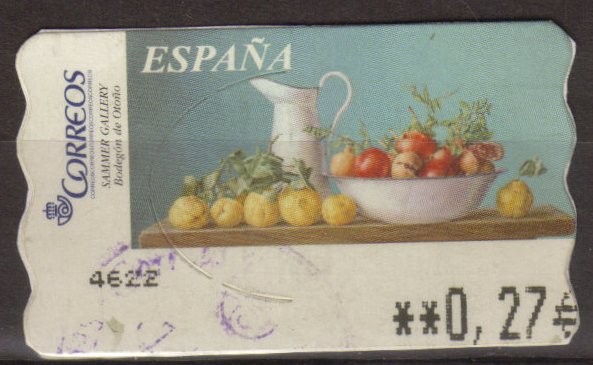 ESPAÑA
CORREOS
SAMMER GALLERY
Bodegón de Otoño
4622
**0,27€